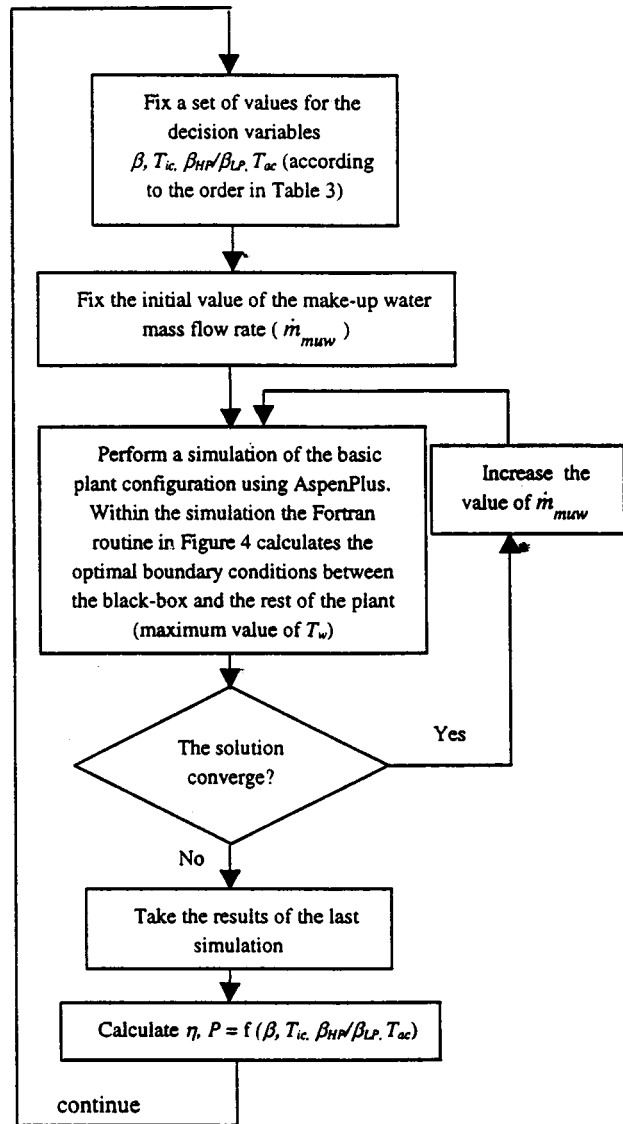 Fix a set of values for the
decision variables
β, T_ic, β_HP/β_LP, T_ac (according
to the order in Table 3)
Fix the initial value of the make-up water
mass flow rate ( ṁ_muw )
Perform a simulation of the basic
plant configuration using AspenPlus.
Within the simulation the Fortran
routine in Figure 4 calculates the
optimal boundary conditions between
the black-box and the rest of the plant
(maximum value of T_w)
Increase the
value of ṁ_muw
The solution
converge?
Yes
No
Take the results of the last
simulation
Calculate η, P = f (β, T_ic, β_HP/β_LP, T_ac)
continue